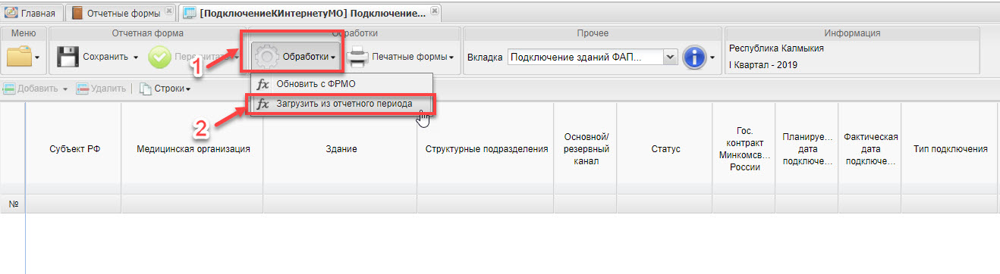 Главная
Отчетные формы
[ПодключениеКИнтернетуМО] Подключение...
Меню
Отчетная форма
Обработки
Прочее
Информация
Сохранить
Обработки
Печатные формы
Вкладка
Подключение зданий ФАП...
Республика Калмыкия
I Квартал - 2019
1
Обновить с ФРМО
Загрузить из отчетного периода
2
Добавить
Удалить
Строки
Субъект РФ
Медицинская организация
Здание
Структурные подразделения
Основной/
резервный
канал
Статус
Гос.
контракт
Минкомсв...
России
Планируе...
дата
подключе...
Фактическая
дата
подключе...
Тип подключения
№